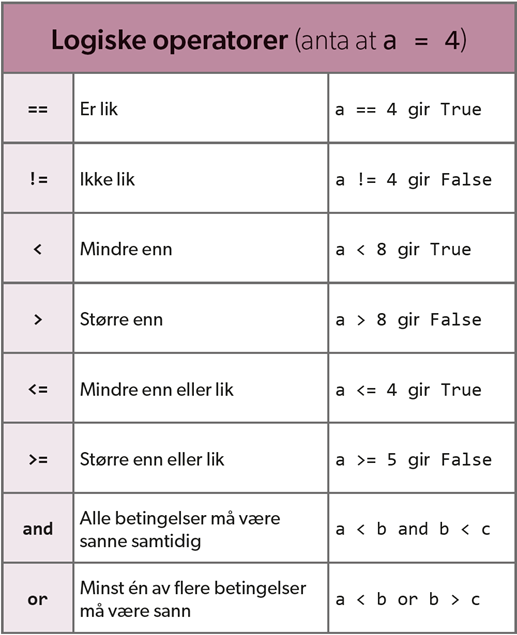 Logiske operatorer (anta at a = 4)
== Er lik a == 4 gir True
!= Ikke lik a != 4 gir False
< Mindre enn a < 8 gir True
> Større enn a > 8 gir False
<= Mindre enn eller lik a <= 4 gir True
>= Større enn eller lik a >= 5 gir False
and Alle betingelser må være
sanne samtidig a < b and b < c
or Minst én av flere betingelser
må være sann a < b or b > c